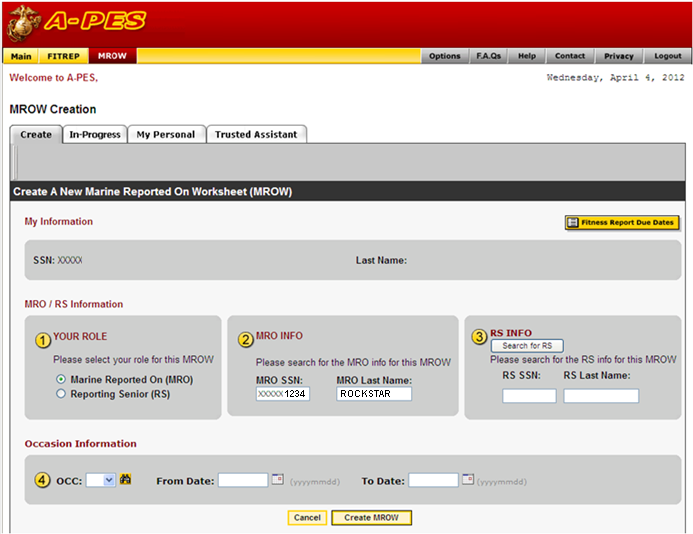 A-PES
Main FITREP MROW Options F.A.Qs Help Contact Privacy Logout
Welcome to A-PES, Wednesday, April 4, 2012
MROW Creation
Create In-Progress My Personal Trusted Assistant
Create A New Marine Reported On Worksheet (MROW)
My Information Fitness Report Due Dates
SSN: XXXXX Last Name:
MRO / RS Information
1 YOUR ROLE
Please select your role for this MROW
Marine Reported On (MRO)
Reporting Senior (RS)
2 MRO INFO
Please search for the MRO info for this MROW
MRO SSN: MRO Last Name:
XXXXX1234 ROCKSTAR
3 RS INFO
Search for RS
Please search for the RS info for this MROW
RS SSN: RS Last Name:
Occasion Information
4 OCC: From Date: (yyyymmdd) To Date: (yyyymmdd)
Cancel Create MROW